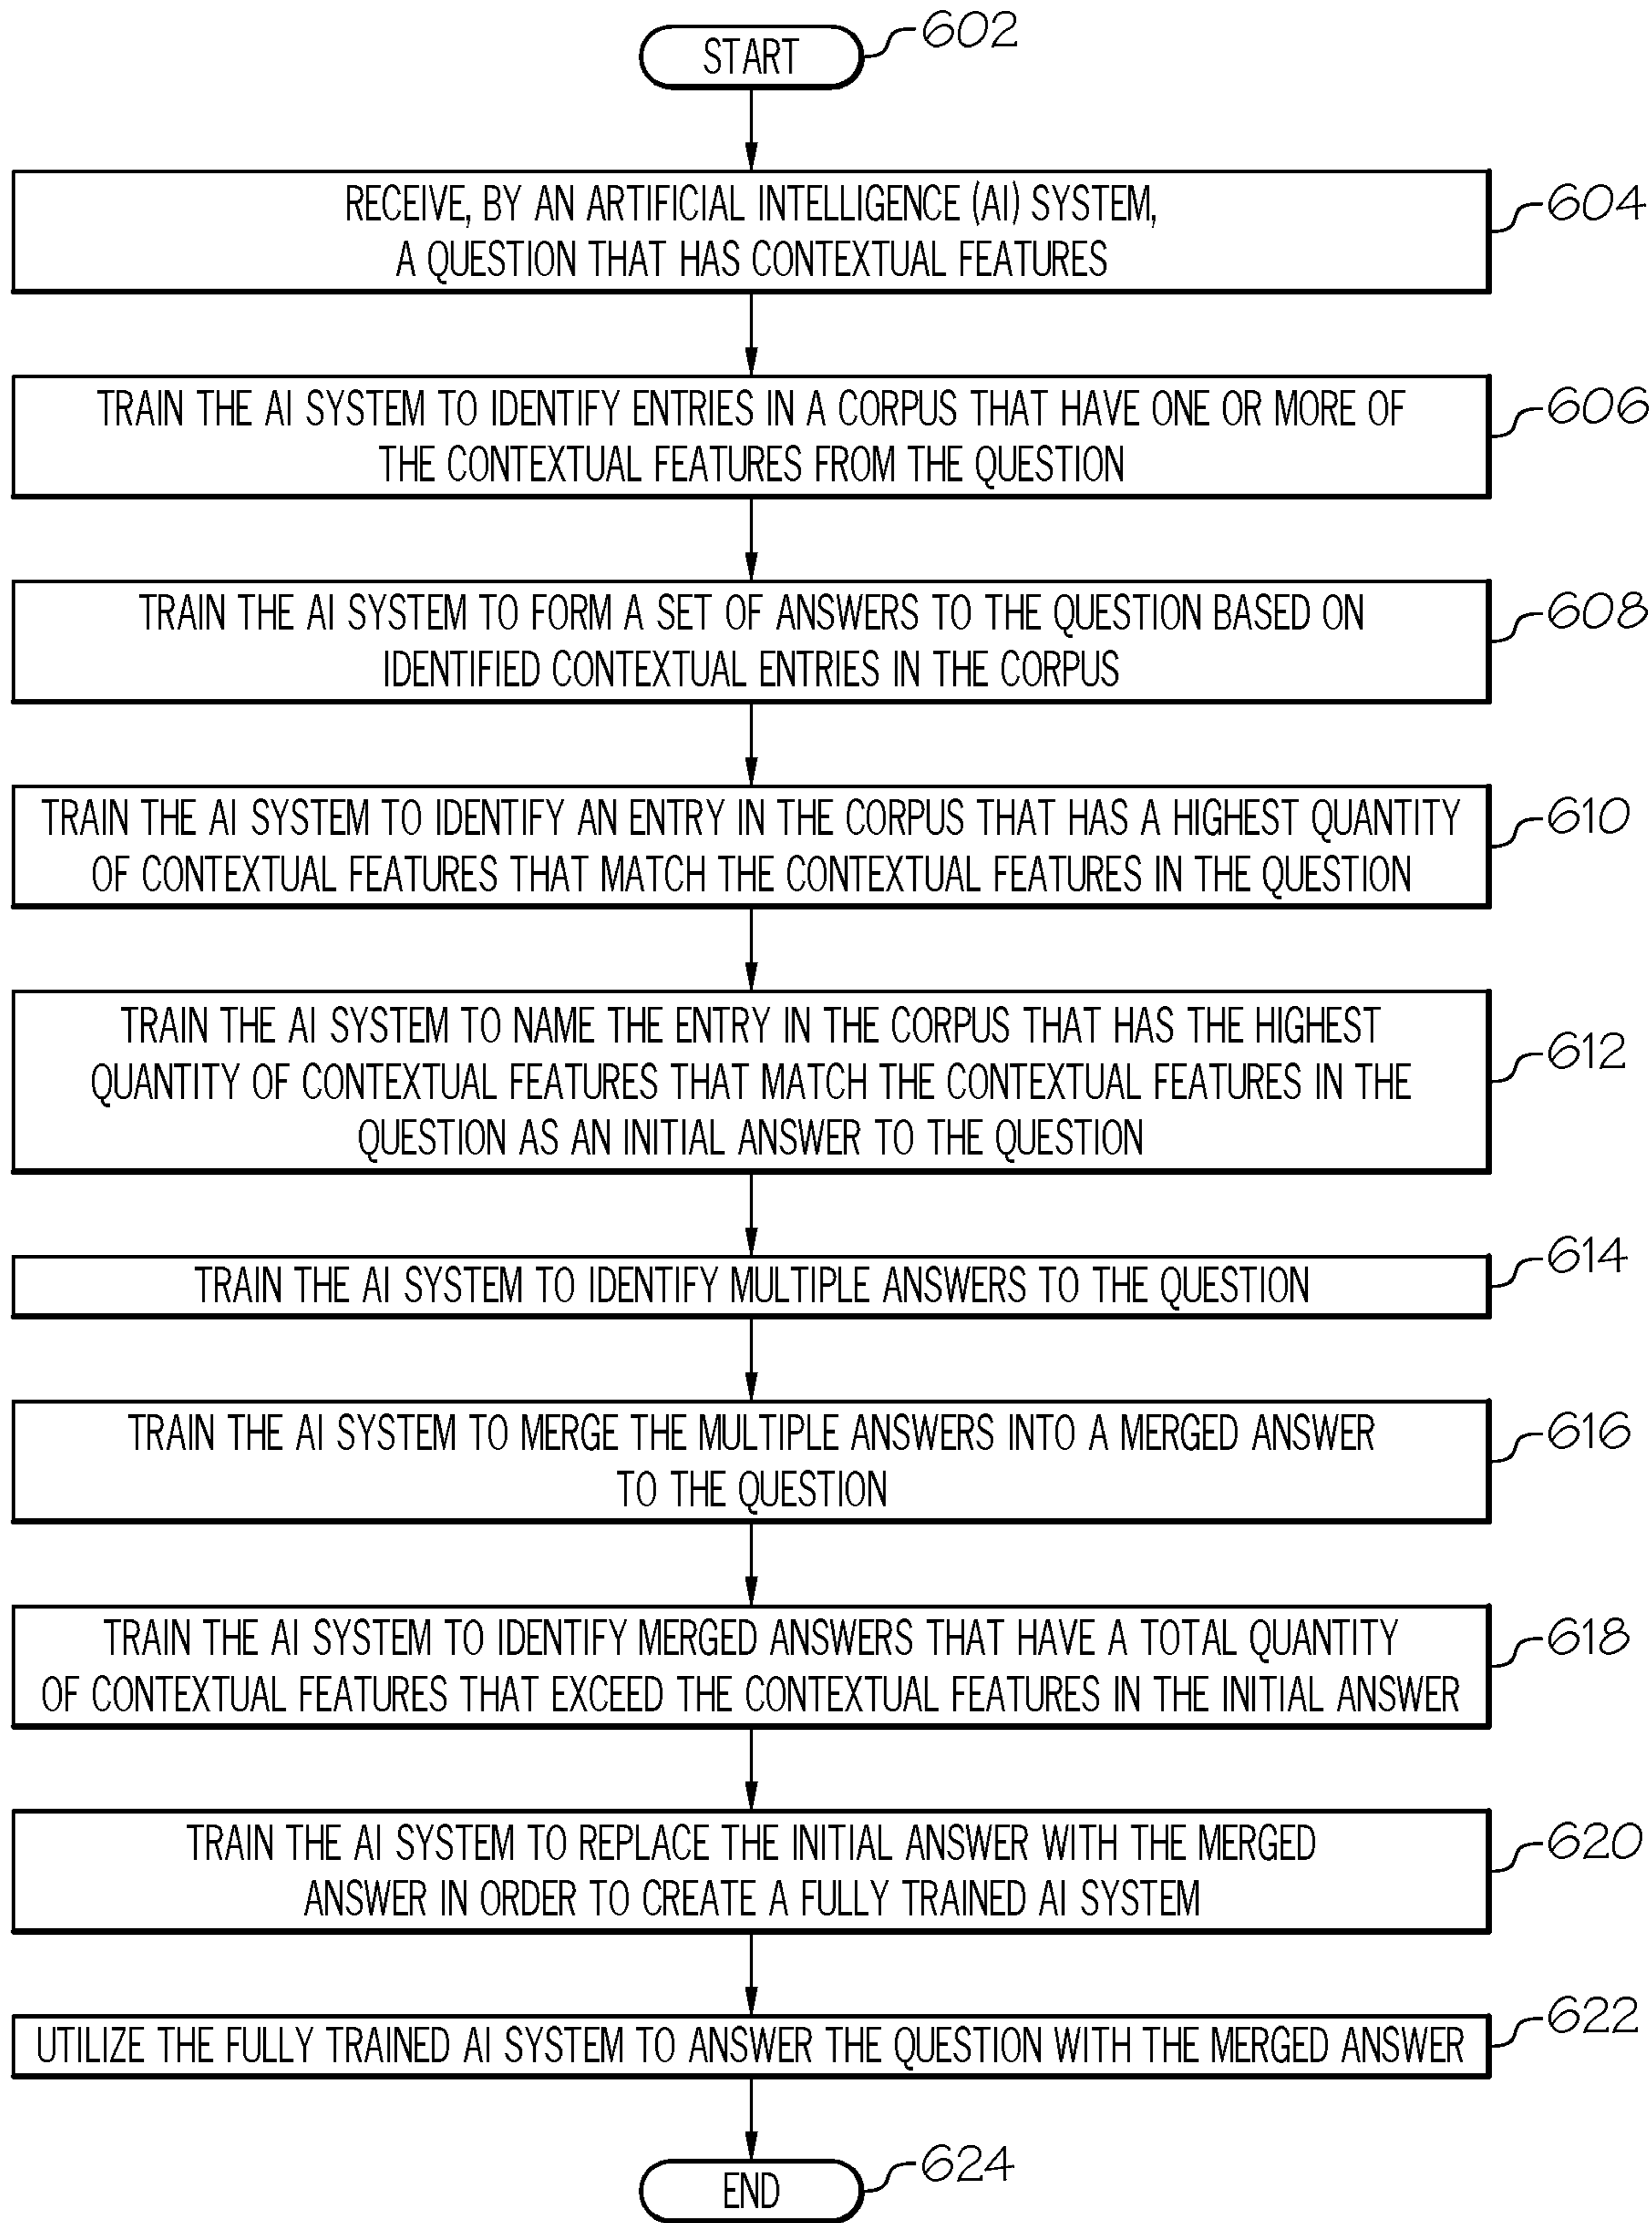 START
602
RECEIVE, BY AN ARTIFICIAL INTELLIGENCE (AI) SYSTEM,
A QUESTION THAT HAS CONTEXTUAL FEATURES
604
TRAIN THE AI SYSTEM TO IDENTIFY ENTRIES IN A CORPUS THAT HAVE ONE OR MORE OF
THE CONTEXTUAL FEATURES FROM THE QUESTION
606
TRAIN THE AI SYSTEM TO FORM A SET OF ANSWERS TO THE QUESTION BASED ON
IDENTIFIED CONTEXTUAL ENTRIES IN THE CORPUS
608
TRAIN THE AI SYSTEM TO IDENTIFY AN ENTRY IN THE CORPUS THAT HAS A HIGHEST QUANTITY
OF CONTEXTUAL FEATURES THAT MATCH THE CONTEXTUAL FEATURES IN THE QUESTION
610
TRAIN THE AI SYSTEM TO NAME THE ENTRY IN THE CORPUS THAT HAS THE HIGHEST
QUANTITY OF CONTEXTUAL FEATURES THAT MATCH THE CONTEXTUAL FEATURES IN THE
QUESTION AS AN INITIAL ANSWER TO THE QUESTION
612
TRAIN THE AI SYSTEM TO IDENTIFY MULTIPLE ANSWERS TO THE QUESTION
614
TRAIN THE AI SYSTEM TO MERGE THE MULTIPLE ANSWERS INTO A MERGED ANSWER
TO THE QUESTION
616
TRAIN THE AI SYSTEM TO IDENTIFY MERGED ANSWERS THAT HAVE A TOTAL QUANTITY
OF CONTEXTUAL FEATURES THAT EXCEED THE CONTEXTUAL FEATURES IN THE INITIAL ANSWER
618
TRAIN THE AI SYSTEM TO REPLACE THE INITIAL ANSWER WITH THE MERGED
ANSWER IN ORDER TO CREATE A FULLY TRAINED AI SYSTEM
620
UTILIZE THE FULLY TRAINED AI SYSTEM TO ANSWER THE QUESTION WITH THE MERGED ANSWER
622
END
624